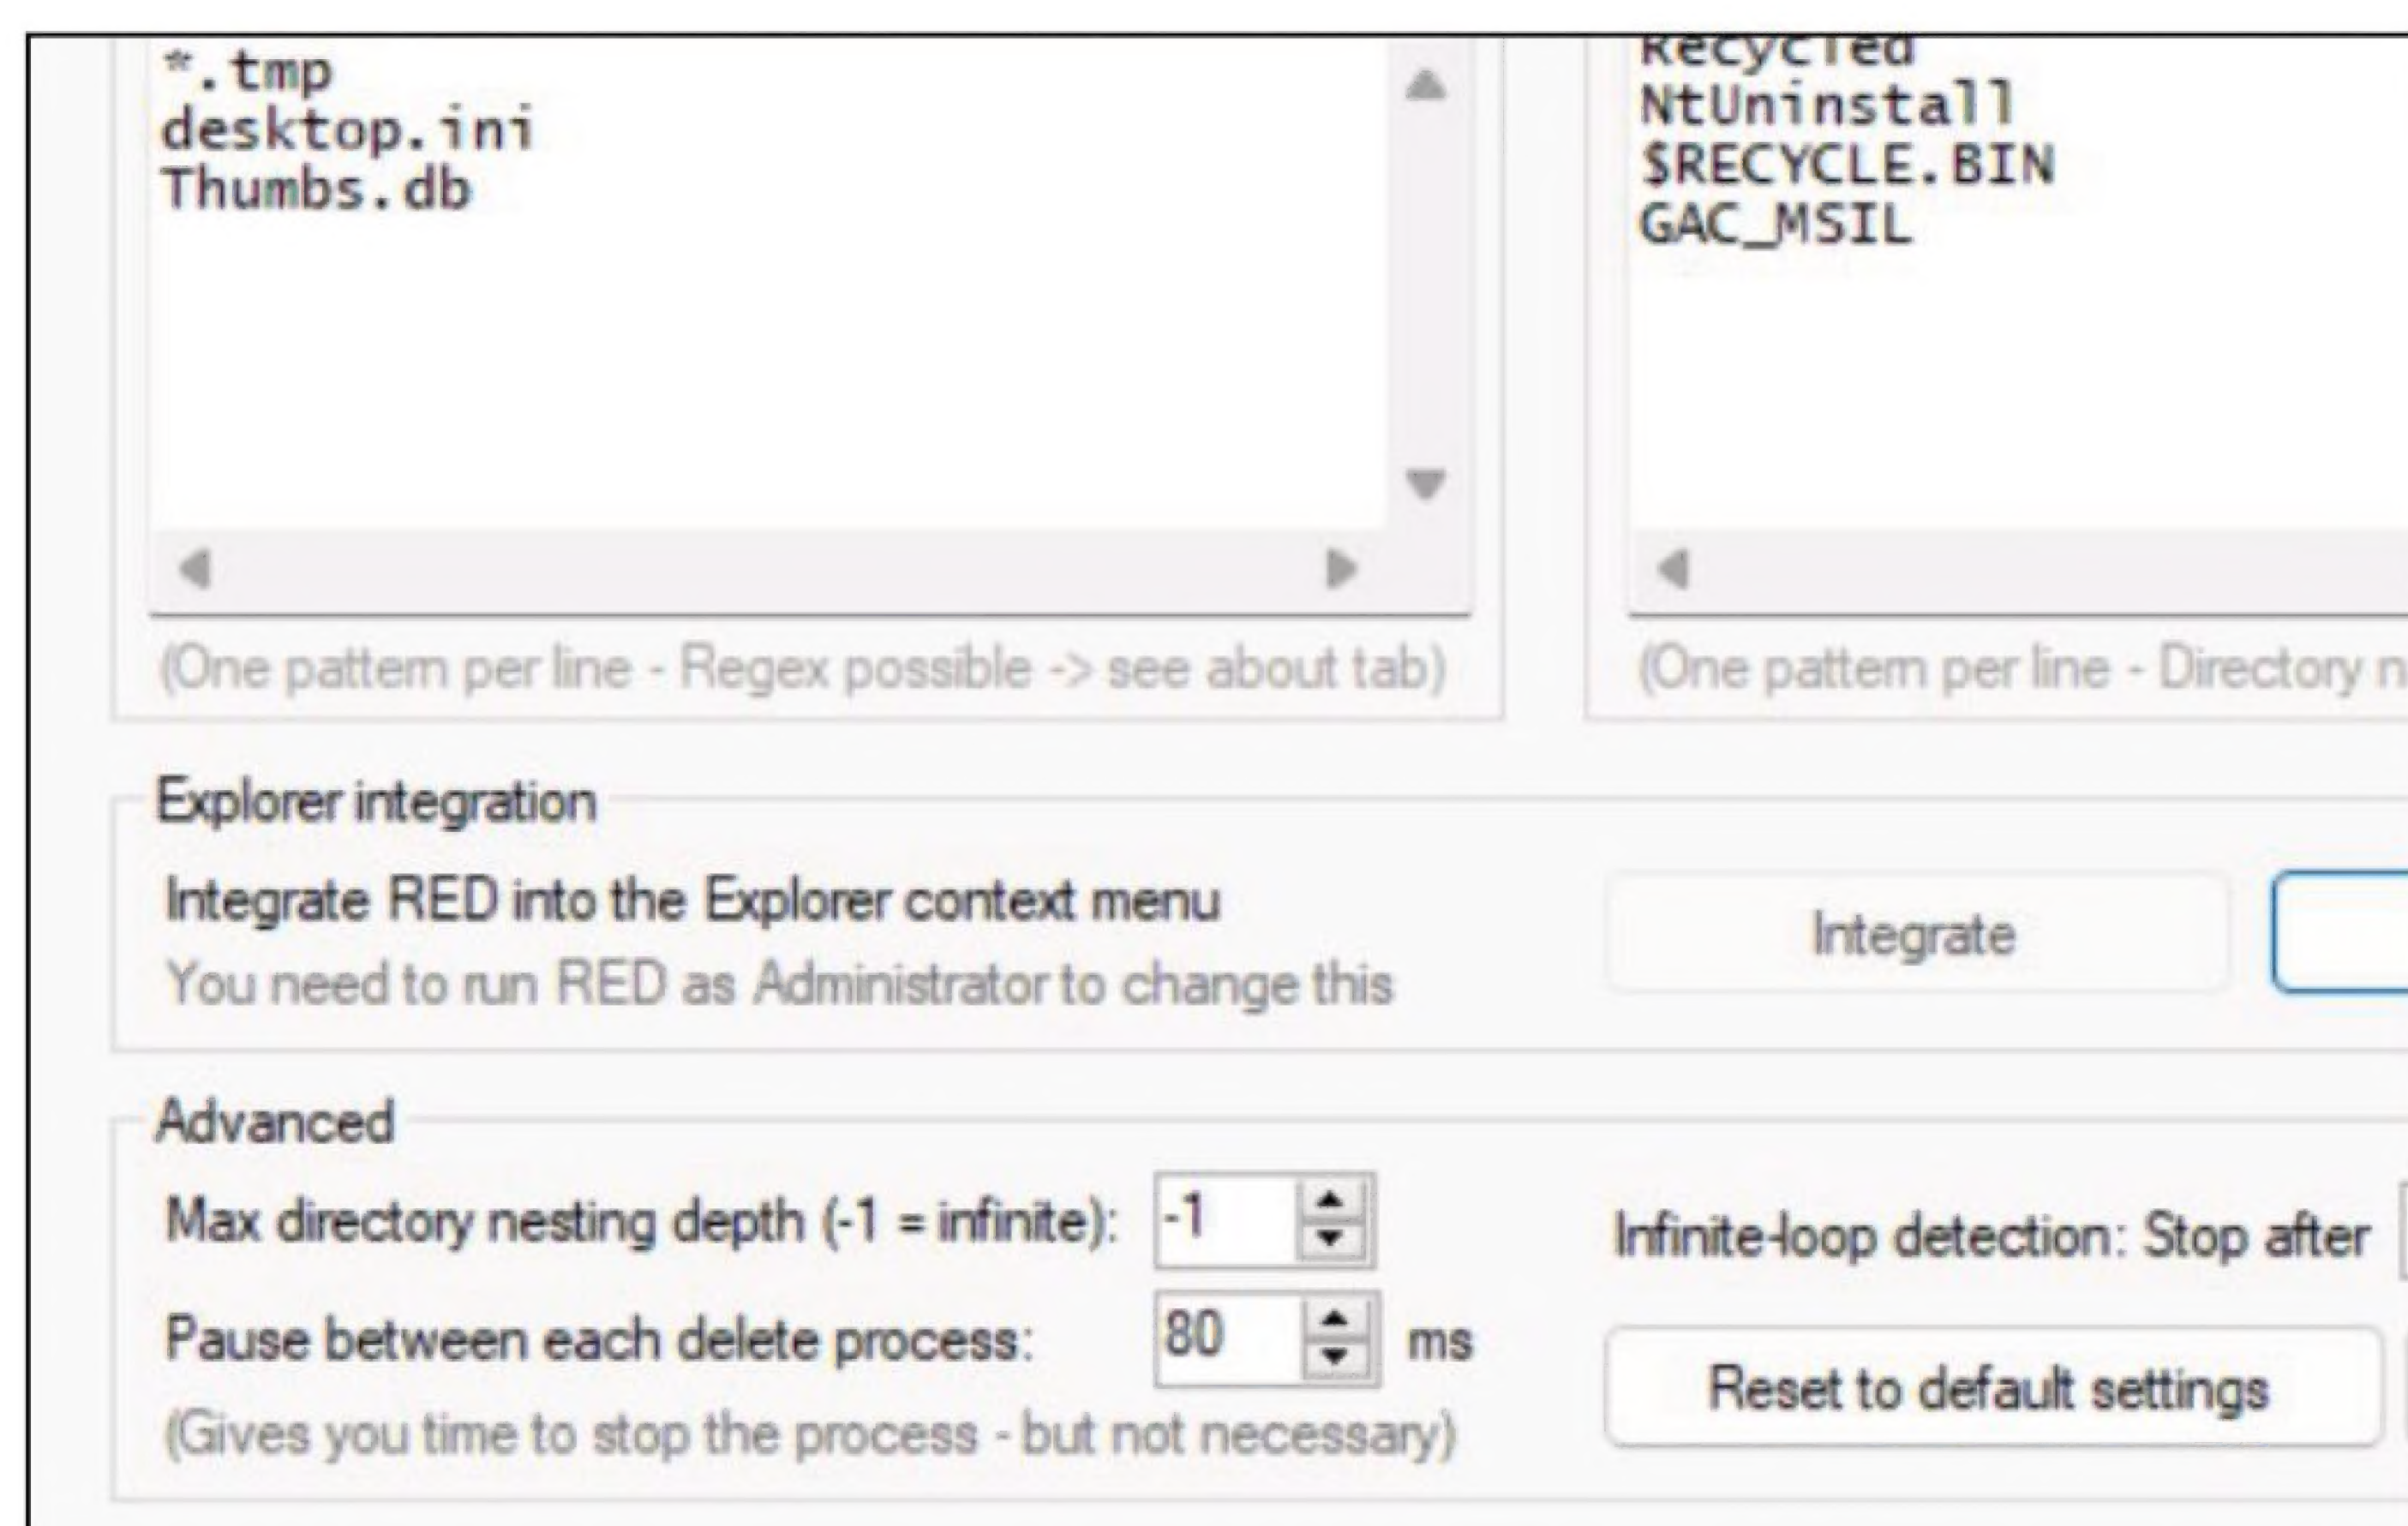 *.tmp
desktop.ini
Thumbs.db
Recycled
NtUninstall
$RECYCLE.BIN
GAC_MSIL
(One pattern per line - Regex possible -> see about tab)
(One pattern per line - Directory
Explorer integration
Integrate RED into the Explorer context menu
You need to run RED as Administrator to change this
Integrate
Advanced
Max directory nesting depth (-1 = infinite): -1
Infinite-loop detection: Stop after
Pause between each delete process: 80 ms
(Gives you time to stop the process - but not necessary)
Reset to default settings